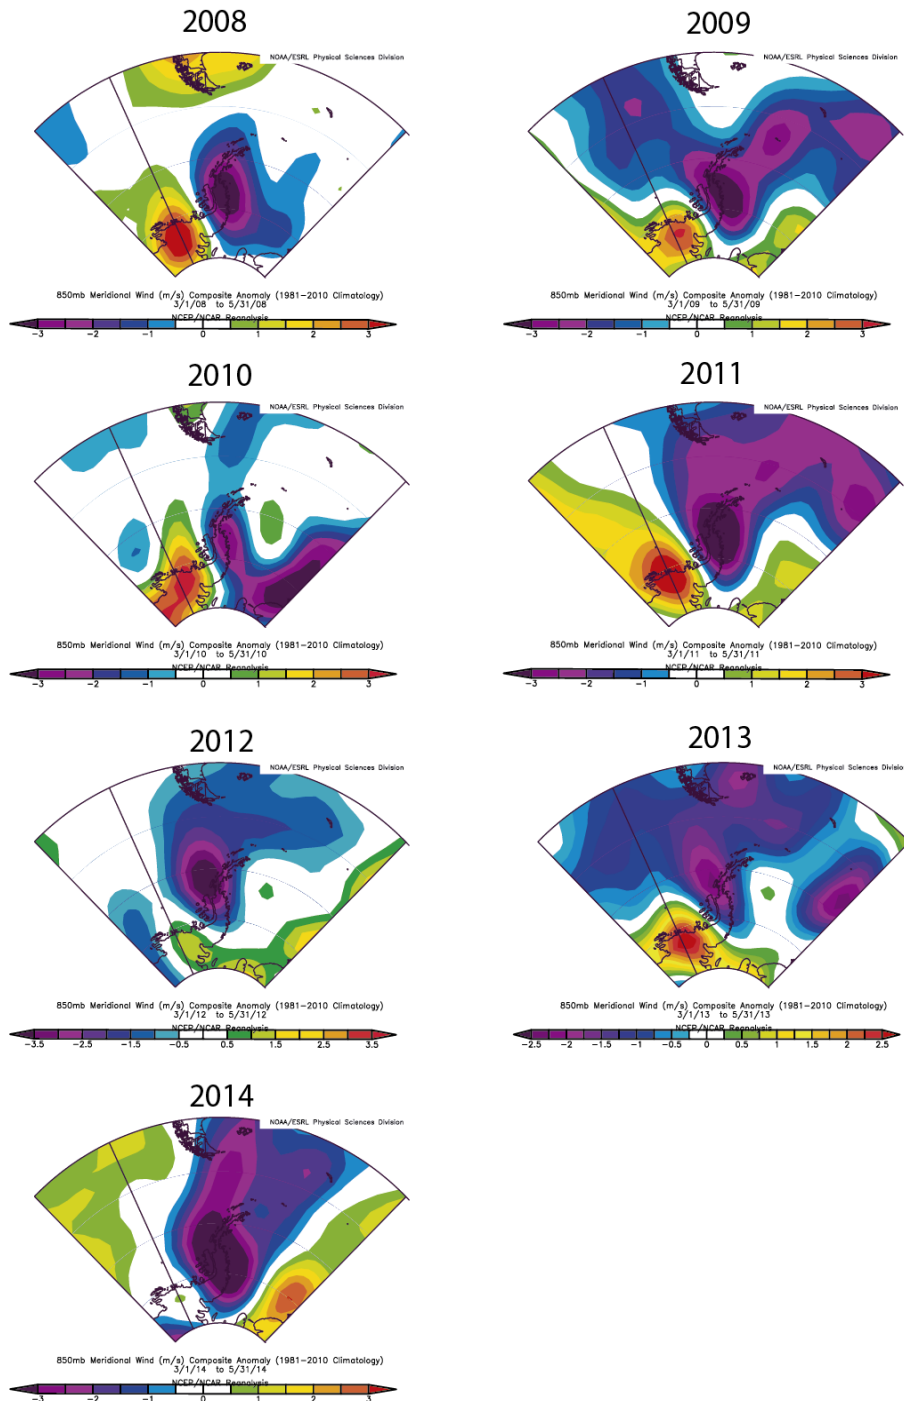 2008
NOAA/ESRL Physical Sciences Division
850mb Meridional Wind (m/s) Composite Anomaly (1981-2010 Climatology)
3/1/08 to 5/31/08
NCEP/NCAR Reanalysis
-3 -2 -1 0 1 2 3
2009
NOAA/ESRL Physical Sciences Division
850mb Meridional Wind (m/s) Composite Anomaly (1981-2010 Climatology)
3/1/09 to 5/31/09
NCEP/NCAR Reanalysis
-3 -2 -1 0 1 2 3
2010
NOAA/ESRL Physical Sciences Division
850mb Meridional Wind (m/s) Composite Anomaly (1981-2010 Climatology)
3/1/10 to 5/31/10
NCEP/NCAR Reanalysis
-3 -2 -1 0 1 2 3
2011
NOAA/ESRL Physical Sciences Division
850mb Meridional Wind (m/s) Composite Anomaly (1981-2010 Climatology)
3/1/11 to 5/31/11
NCEP/NCAR Reanalysis
-3 -2 -1 0 1 2 3
2012
NOAA/ESRL Physical Sciences Division
850mb Meridional Wind (m/s) Composite Anomaly (1981-2010 Climatology)
3/1/12 to 5/31/12
NCEP/NCAR Reanalysis
-3.5 -2.5 -1.5 -0.5 0.5 1.5 2.5 3.5
2013
NOAA/ESRL Physical Sciences Divis
850mb Meridional Wind (m/s) Composite Anomaly (1981-2010 Climatology)
3/1/13 to 5/31/13
NCEP/NCAR Reanalysis
-2.5 -2 -1.5 -1 -0.5 0 0.5 1 1.5 2 2.5
2014
NOAA/ESRL Physical Sciences Division
850mb Meridional Wind (m/s) Composite Anomaly (1981-2010 Climatology)
3/1/14 to 5/31/14
NCEP/NCAR Reanalysis
-3 -2 -1 0 1 2 3